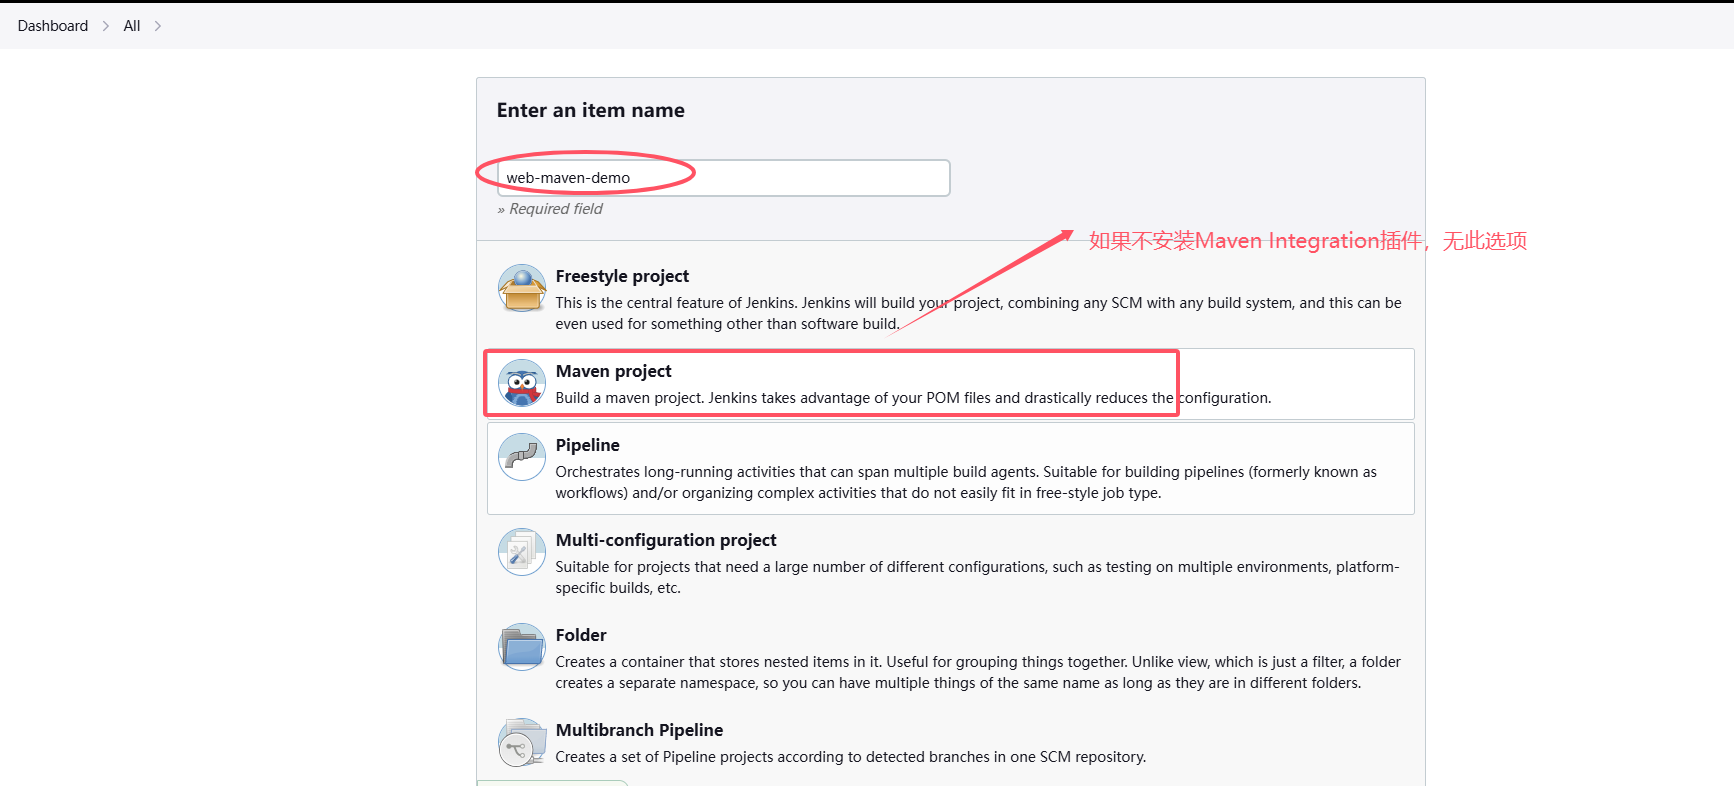 Dashboard > All >
Enter an item name
web-maven-demo
» Required field
如果不安装Maven Integration插件，无此选项
Freestyle project
This is the central feature of Jenkins. Jenkins will build your project, combining any SCM with any build system, and this can be
even used for something other than software build.
Maven project
Build a maven project. Jenkins takes advantage of your POM files and drastically reduces the configuration.
Pipeline
Orchestrates long-running activities that can span multiple build agents. Suitable for building pipelines (formerly known as
workflows) and/or organizing complex activities that do not easily fit in free-style job type.
Multi-configuration project
Suitable for projects that need a large number of different configurations, such as testing on multiple environments, platform-
specific builds, etc.
Folder
Creates a container that stores nested items in it. Useful for grouping things together. Unlike view, which is just a filter, a folder
creates a separate namespace, so you can have multiple things of the same name as long as they are in different folders.
Multibranch Pipeline
Creates a set of Pipeline projects according to detected branches in one SCM repository.